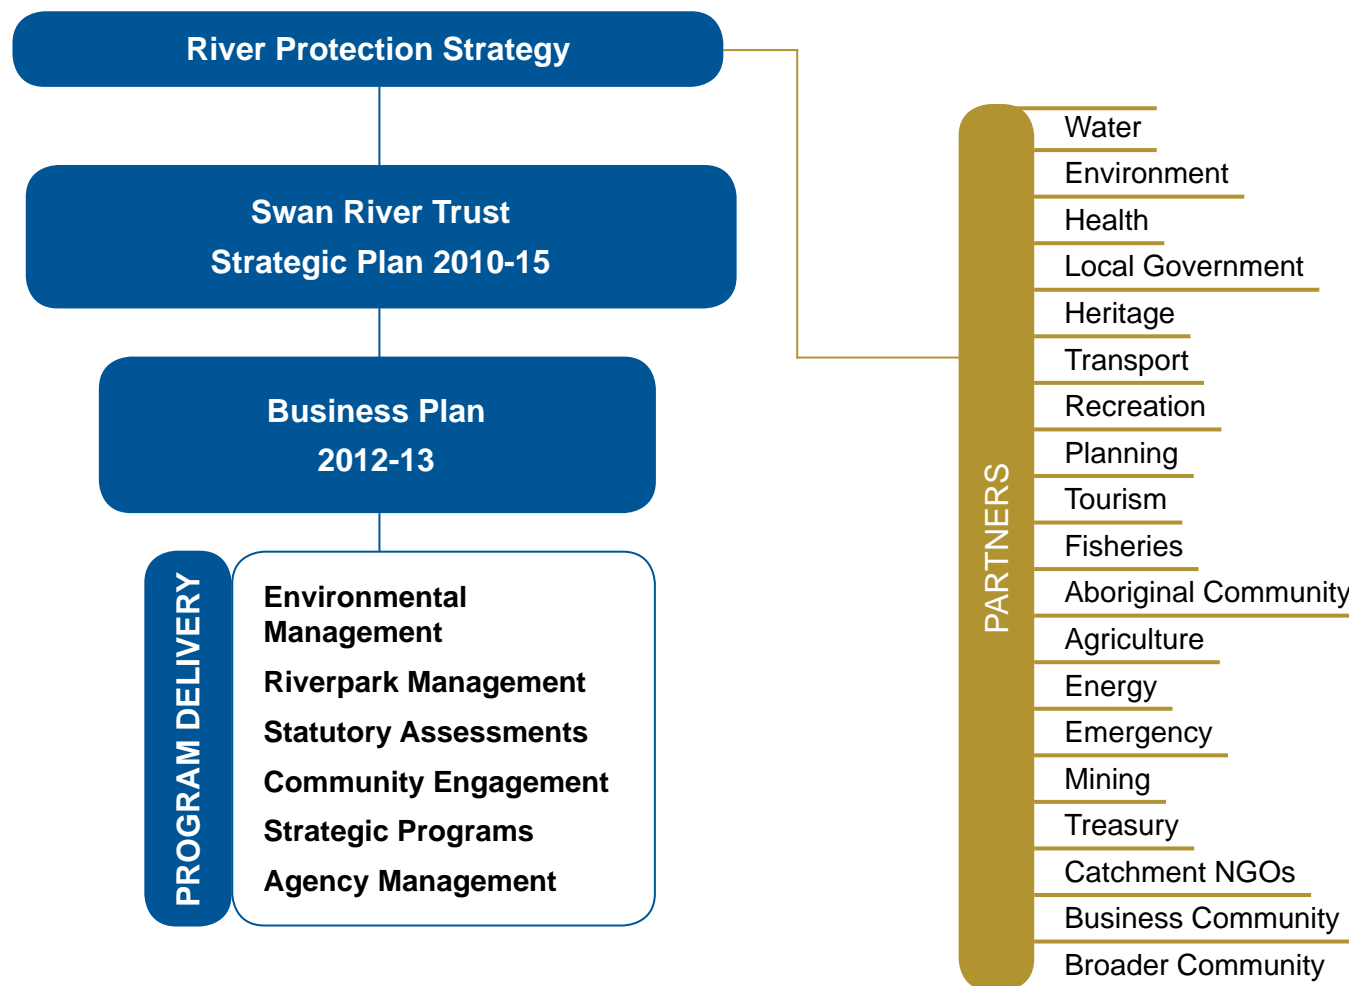 River Protection Strategy
Swan River Trust
Strategic Plan 2010-15
Business Plan
2012-13
PROGRAM DELIVERY
Environmental
Management
Riverpark Management
Statutory Assessments
Community Engagement
Strategic Programs
Agency Management
PARTNERS
Water
Environment
Health
Local Government
Heritage
Transport
Recreation
Planning
Tourism
Fisheries
Aboriginal Community
Agriculture
Energy
Emergency
Mining
Treasury
Catchment NGOs
Business Community
Broader Community